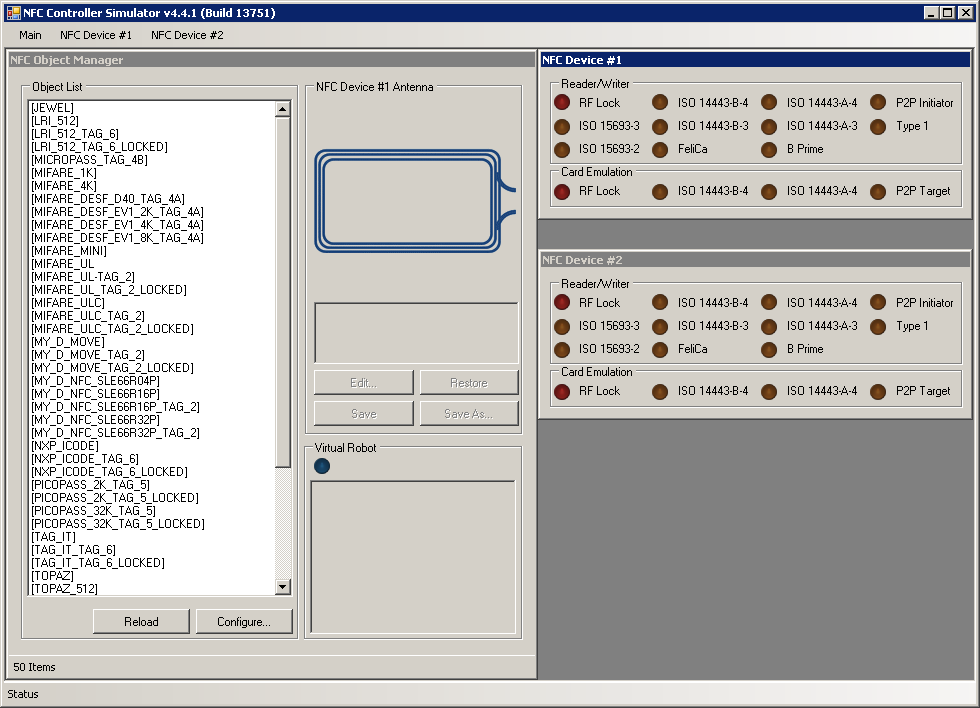 NFC Controller Simulator v4.4.1 (Build 13751)
Main NFC Device #1 NFC Device #2
NFC Object Manager
Object List
[JEWEL]
[LRI_512]
[LRI_512_TAG_6]
[LRI_512_TAG_6_LOCKED]
[MICROPASS_TAG_4B]
[MIFARE_1K]
[MIFARE_4K]
[MIFARE_DESF_D40_TAG_4A]
[MIFARE_DESF_EV1_2K_TAG_4A]
[MIFARE_DESF_EV1_4K_TAG_4A]
[MIFARE_DESF_EV1_8K_TAG_4A]
[MIFARE_MINI]
[MIFARE_UL
[MIFARE_UL-TAG_2]
[MIFARE_UL_TAG_2_LOCKED]
[MIFARE_ULC]
[MIFARE_ULC_TAG_2]
[MIFARE_ULC_TAG_2_LOCKED]
[MY_D_MOVE]
[MY_D_MOVE_TAG_2]
[MY_D_MOVE_TAG_2_LOCKED]
[MY_D_NFC_SLE66R04P]
[MY_D_NFC_SLE66R16P]
[MY_D_NFC_SLE66R16P_TAG_2]
[MY_D_NFC_SLE66R32P]
[MY_D_NFC_SLE66R32P_TAG_2]
[NXP_ICODE]
[NXP_ICODE_TAG_6]
[NXP_ICODE_TAG_6_LOCKED]
[PICOPASS_2K_TAG_5]
[PICOPASS_2K_TAG_5_LOCKED]
[PICOPASS_32K_TAG_5]
[PICOPASS_32K_TAG_5_LOCKED]
[TAG_IT]
[TAG_IT_TAG_6]
[TAG_IT_TAG_6_LOCKED]
[TOPAZ]
[TOPAZ_512]
Reload Configure...
50 Items
NFC Device #1 Antenna
Edit... Restore
Save Save As...
Virtual Robot
NFC Device #1
Reader/Writer
RF Lock ISO 14443-B-4 ISO 14443-A-4 P2P Initiator
ISO 15693-3 ISO 14443-B-3 ISO 14443-A-3 Type 1
ISO 15693-2 FeliCa B Prime
Card Emulation
RF Lock ISO 14443-B-4 ISO 14443-A-4 P2P Target
NFC Device #2
Reader/Writer
RF Lock ISO 14443-B-4 ISO 14443-A-4 P2P Initiator
ISO 15693-3 ISO 14443-B-3 ISO 14443-A-3 Type 1
ISO 15693-2 FeliCa B Prime
Card Emulation
RF Lock ISO 14443-B-4 ISO 14443-A-4 P2P Target
Status